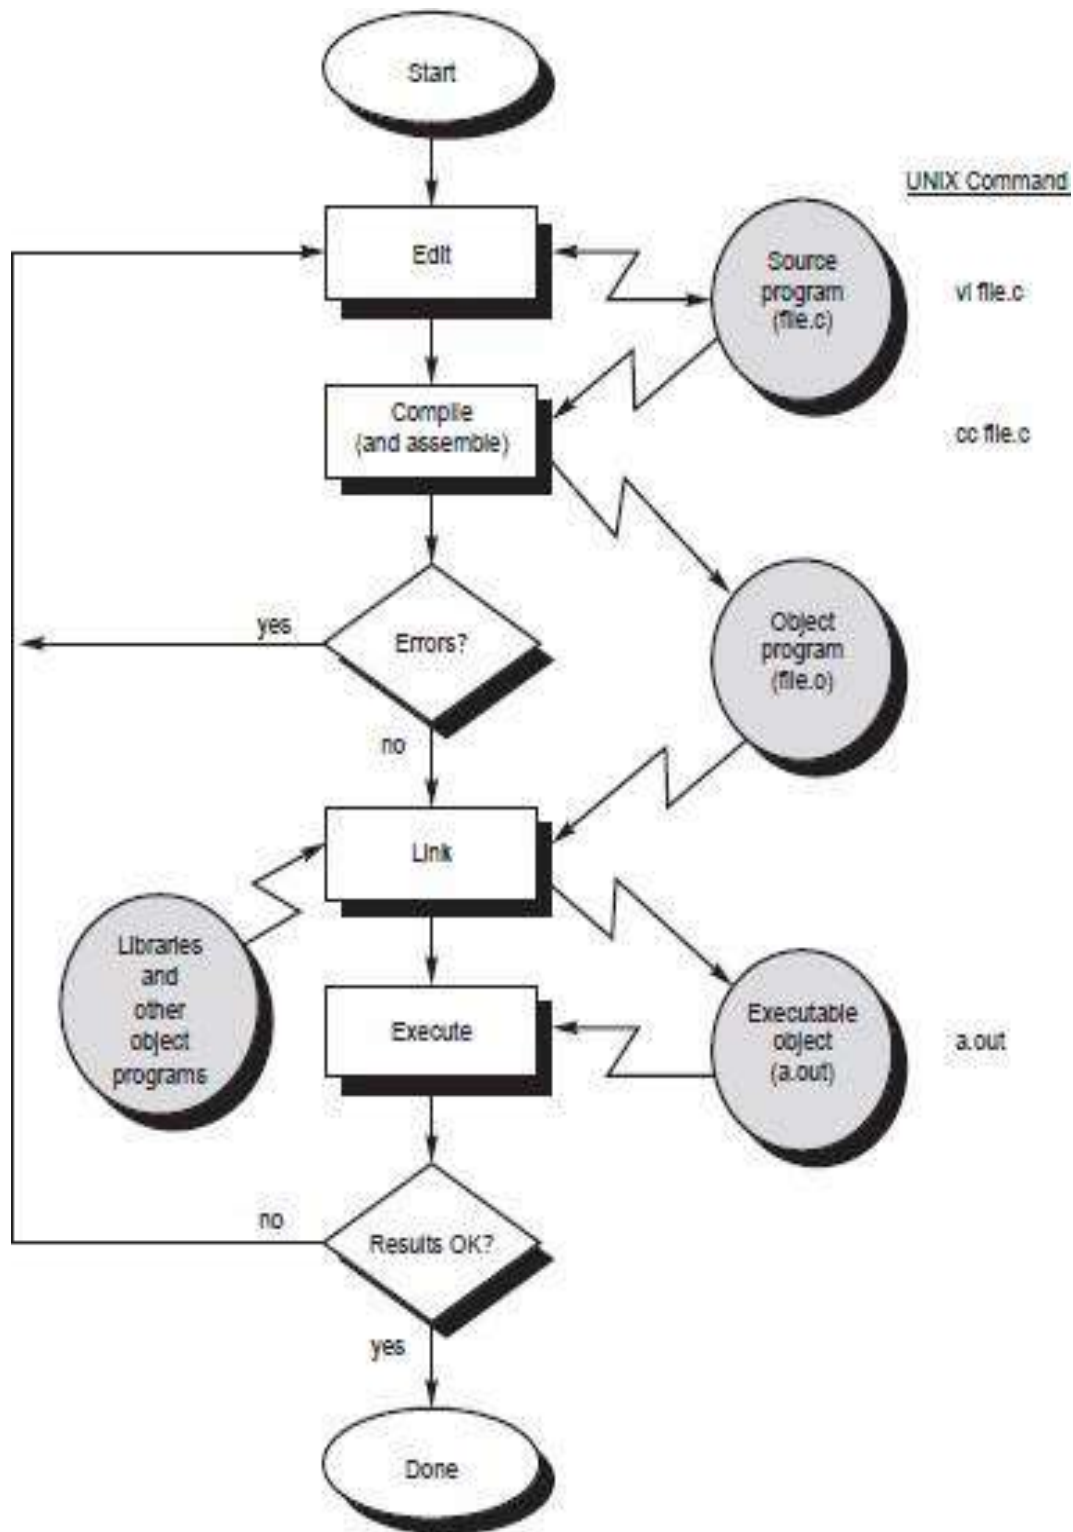 Start
UNIX Command
Edit
Source
program
(file.c)
vi file.c
Compile
(and assemble)
cc file.c
yes
Errors?
Object
program
(file.o)
no
Link
Libraries
and
other
object
programs
Execute
Executable
object
(a.out)
a.out
no
Results OK?
yes
Done